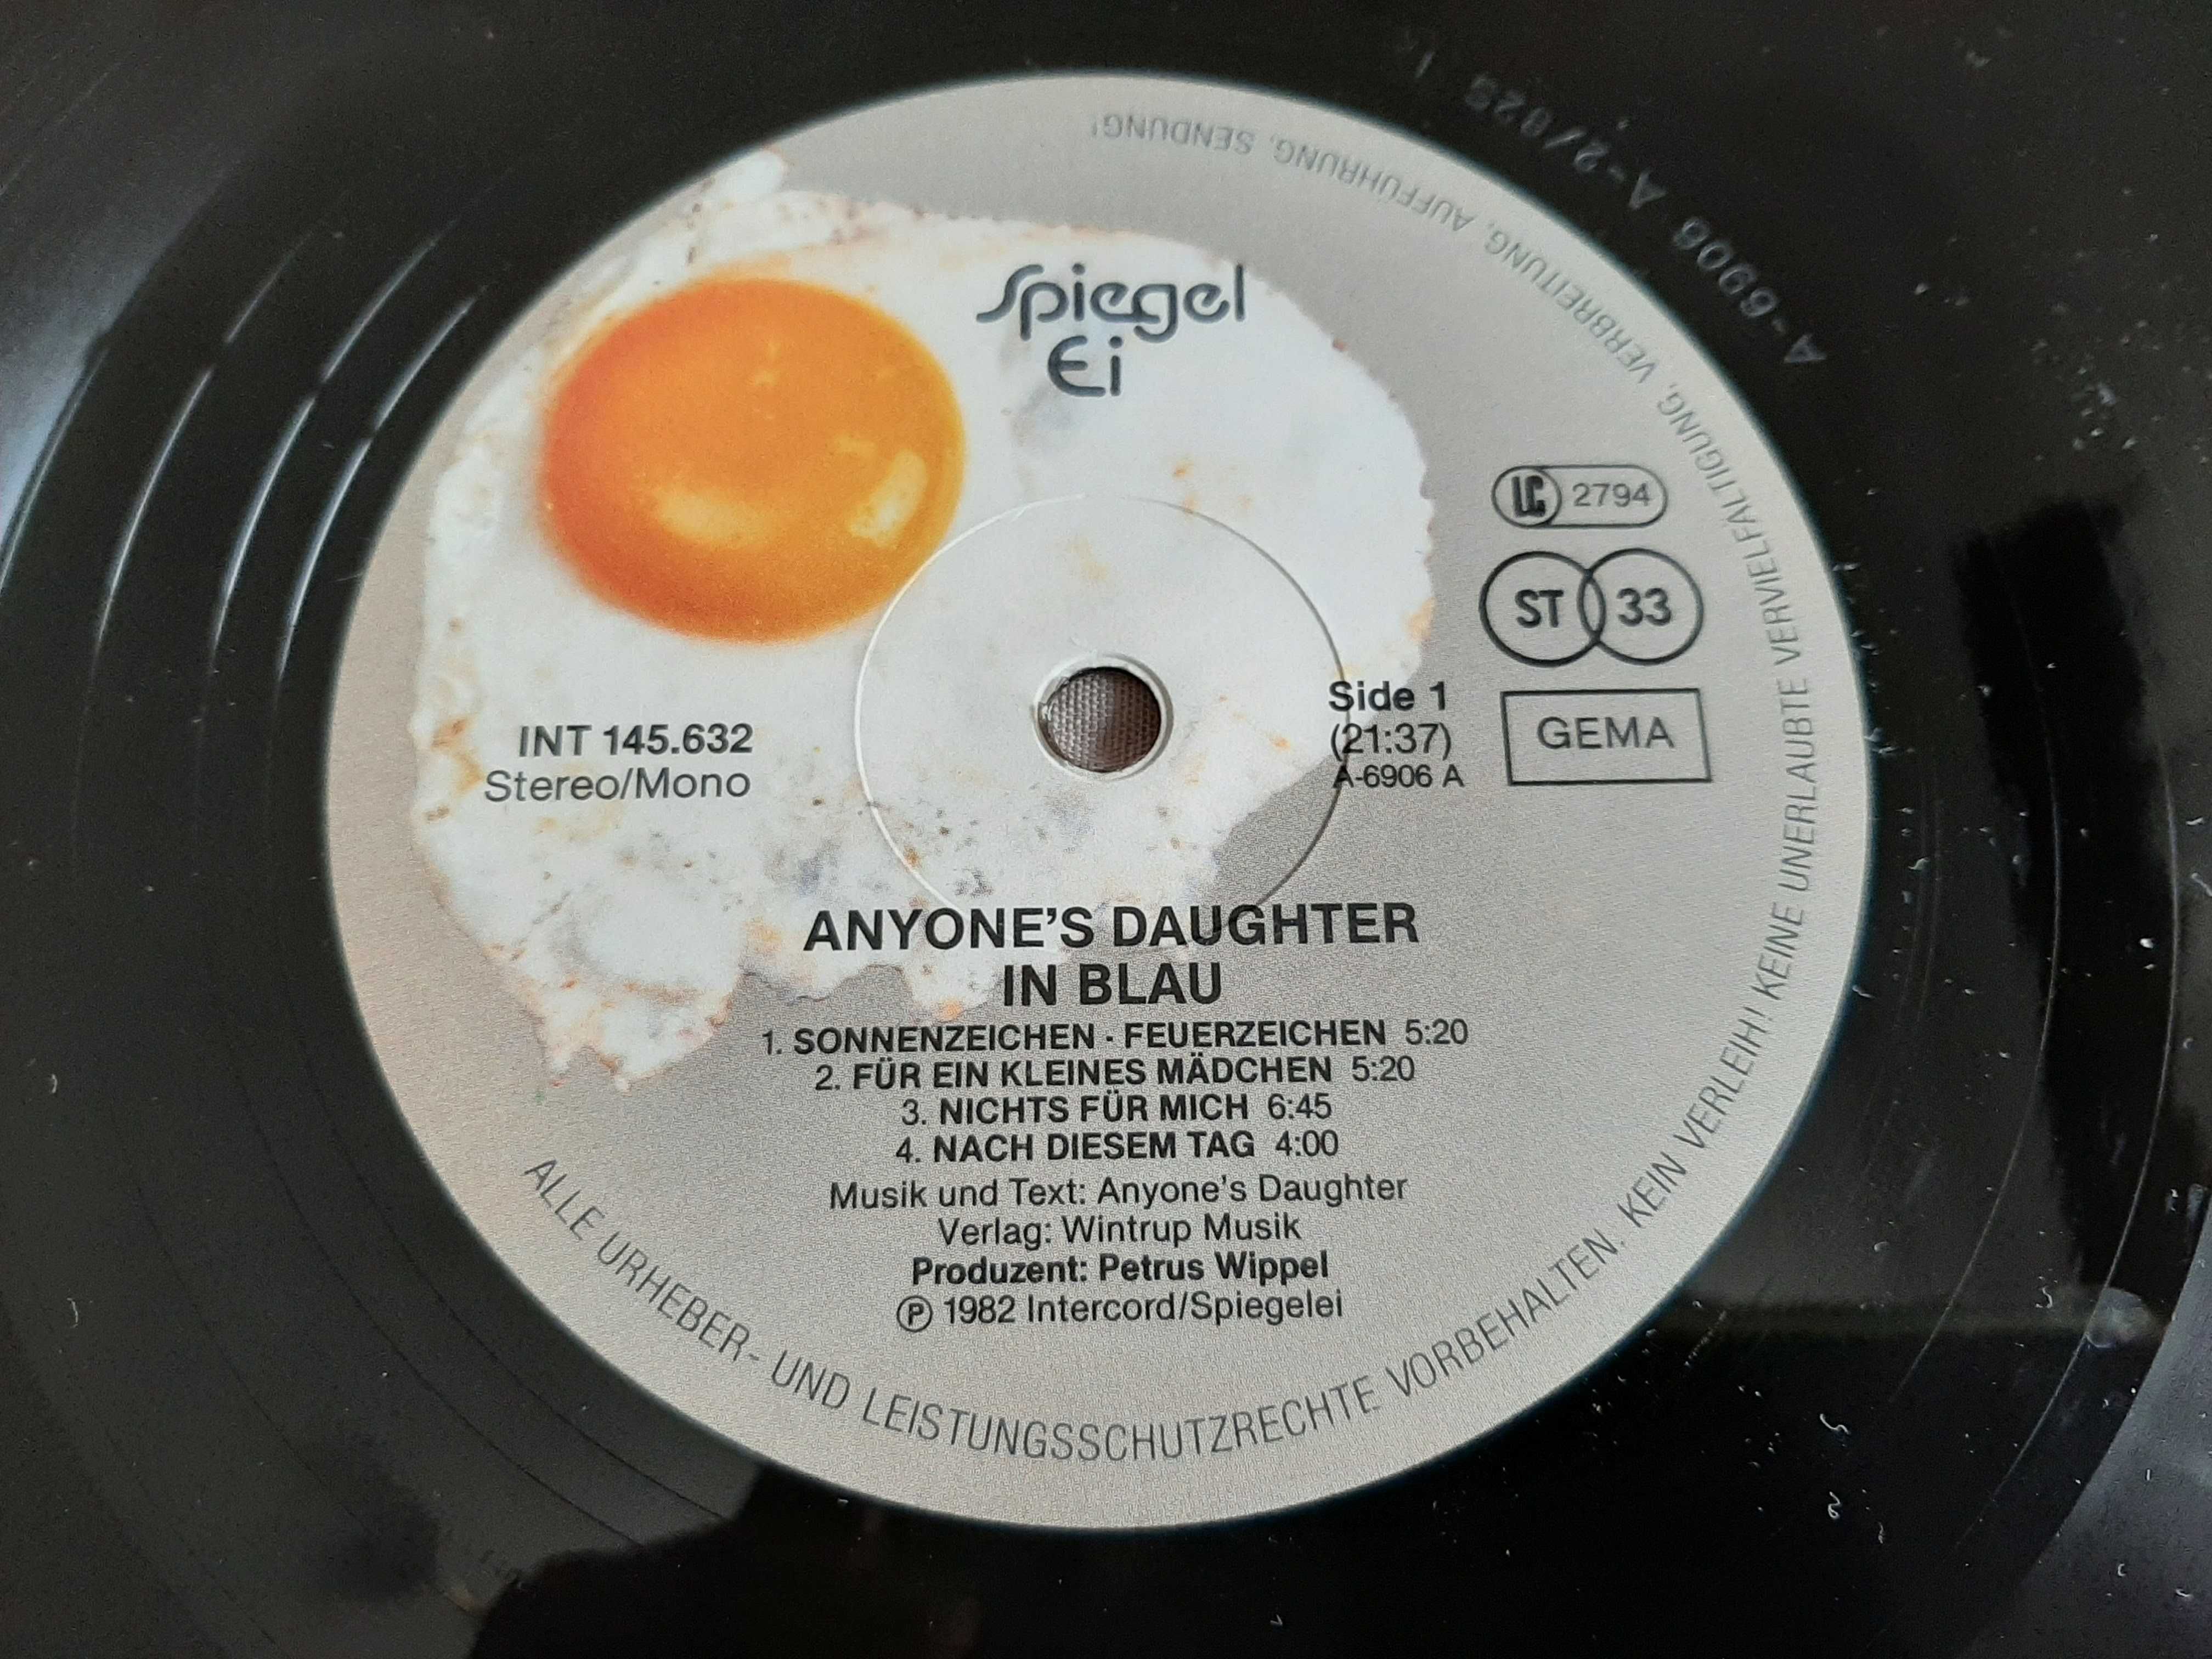 Spiegel
Ei
LC 2794
ST 33
GEMA
INT 145.632
Stereo/Mono
Side 1
(21:37)
A-6906 A
ANYONE'S DAUGHTER
IN BLAU
1. SONNENZEICHEN · FEUERZEICHEN 5:20
2. FÜR EIN KLEINES MÄDCHEN 5:20
3. NICHTS FÜR MICH 6:45
4. NACH DIESEM TAG 4:00
Musik und Text: Anyone's Daughter
Verlag: Wintrup Musik
Produzent: Petrus Wippel
Ⓟ 1982 Intercord/Spiegelei
ALLE URHEBER- UND LEISTUNGSSCHUTZRECHTE VORBEHALTEN. KEIN VERLEIH! KEINE UNERLAUBTE VERVIELFÄLTIGUNG, VERBREITUNG, AUFFÜHRUNG, SENDUNG!
A-6906 A-2/82